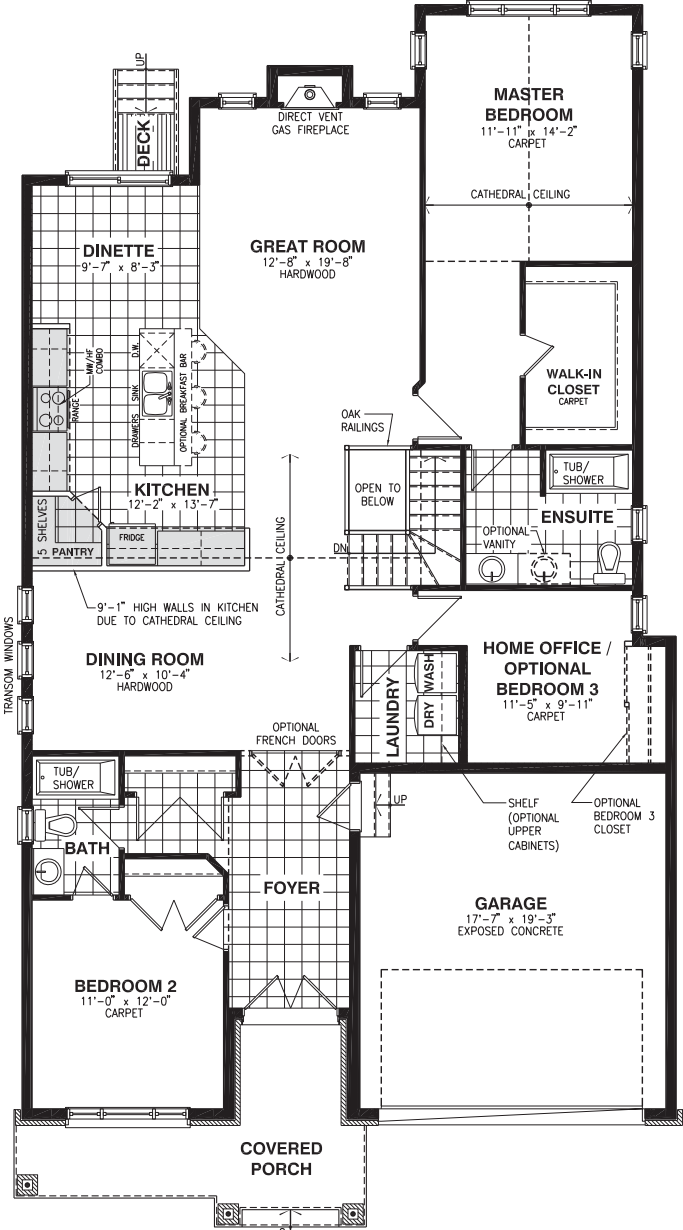 UP
DECK
DIRECT VENT
GAS FIREPLACE
MASTER
BEDROOM
11'-11" x 14'-2"
CARPET
CATHEDRAL CEILING
DINETTE
9'-7" x 8'-3"
GREAT ROOM
12'-8" x 19'-8"
HARDWOOD
MW/HF
COMBO
RANGE
D.W.
SINK
DRAWERS
OPTIONAL BREAKFAST BAR
WALK-IN
CLOSET
CARPET
OAK
RAILINGS
KITCHEN
12'-2" x 13'-7"
OPEN TO
BELOW
TUB/
SHOWER
ENSUITE
OPTIONAL
VANITY
5 SHELVES
PANTRY
FRIDGE
CATHEDRAL CEILING
DN
9'-1" HIGH WALLS IN KITCHEN
DUE TO CATHEDRAL CEILING
TRANSOM WINDOWS
DINING ROOM
12'-6" x 10'-4"
HARDWOOD
LAUNDRY
WASH
DRY
HOME OFFICE /
OPTIONAL
BEDROOM 3
11'-5" x 9'-11"
CARPET
OPTIONAL
FRENCH DOORS
TUB/
SHOWER
BATH
UP
SHELF
(OPTIONAL
UPPER
CABINETS)
OPTIONAL
BEDROOM 3
CLOSET
FOYER
GARAGE
17'-7" x 19'-3"
EXPOSED CONCRETE
BEDROOM 2
11'-0" x 12'-0"
CARPET
COVERED
PORCH